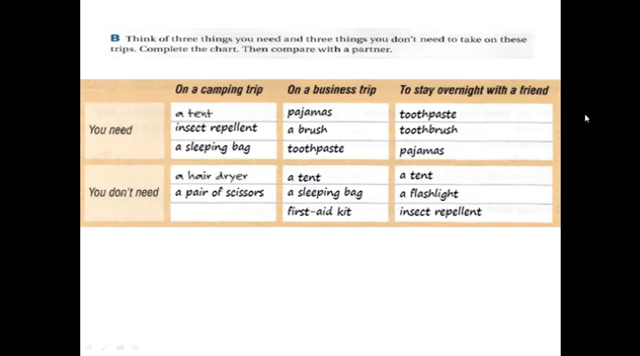 B Think of three things you need and three things you don't need to take on these
trips. Complete the chart. Then compare with a partner.
On a camping trip On a business trip To stay overnight with a friend
You need
a tent pajamas toothpaste
insect repellent a brush toothbrush
a sleeping bag toothpaste pajamas
You don't need
a hair dryer a tent a tent
a pair of scissors a sleeping bag a flashlight
first-aid kit insect repellent